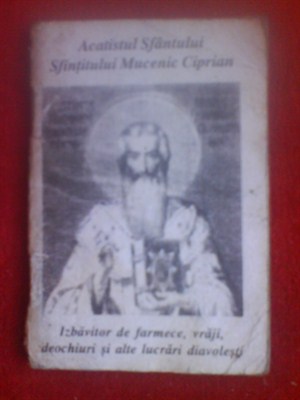 Acatistul Sfântului
Sfințitului Mucenic Ciprian
Izbăvitor de farmece, vrăji,
deochiuri și alte lucrări diavolești